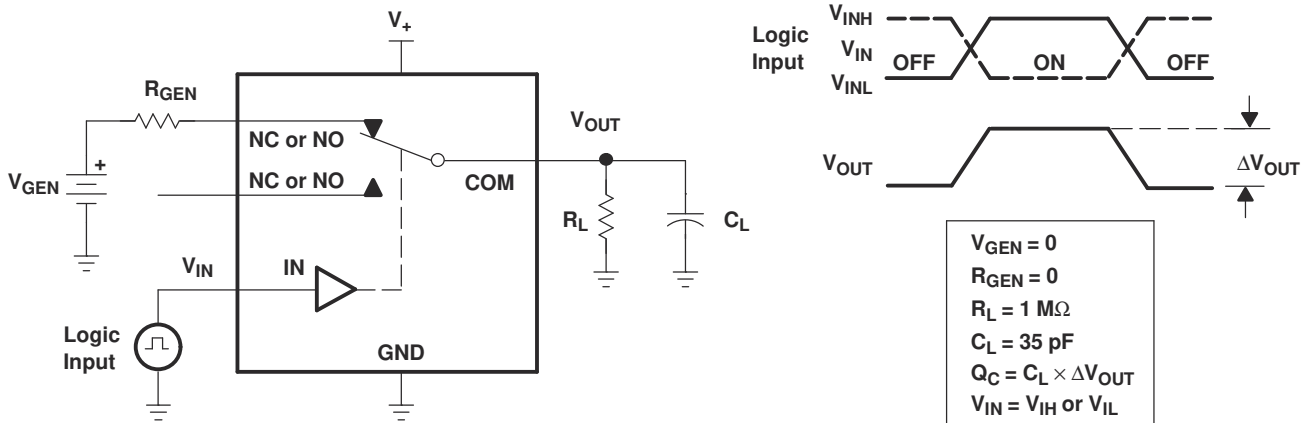 V+
RGEN
NC or NO
VGEN
+
NC or NO
COM
VOUT
RL
CL
VIN
IN
Logic
Input
GND
Logic
Input
VINH
VIN
VINL
OFF
ON
OFF
VOUT
ΔVOUT
VGEN = 0
RGEN = 0
RL = 1 MΩ
CL = 35 pF
QC = CL × ΔVOUT
VIN = VIH or VIL